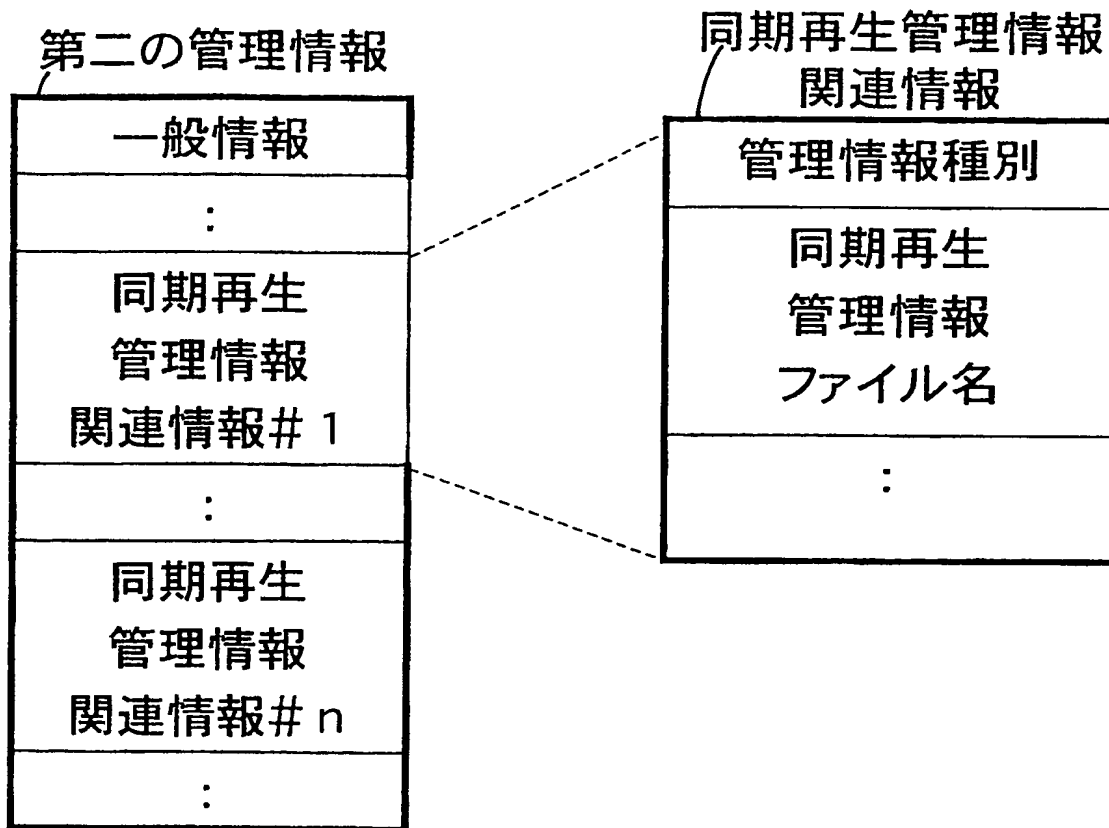 第二の管理情報
一般情報
:
同期再生
管理情報
関連情報#1
:
同期再生
管理情報
関連情報#n
:
同期再生管理情報
関連情報
管理情報種別
同期再生
管理情報
ファイル名
: